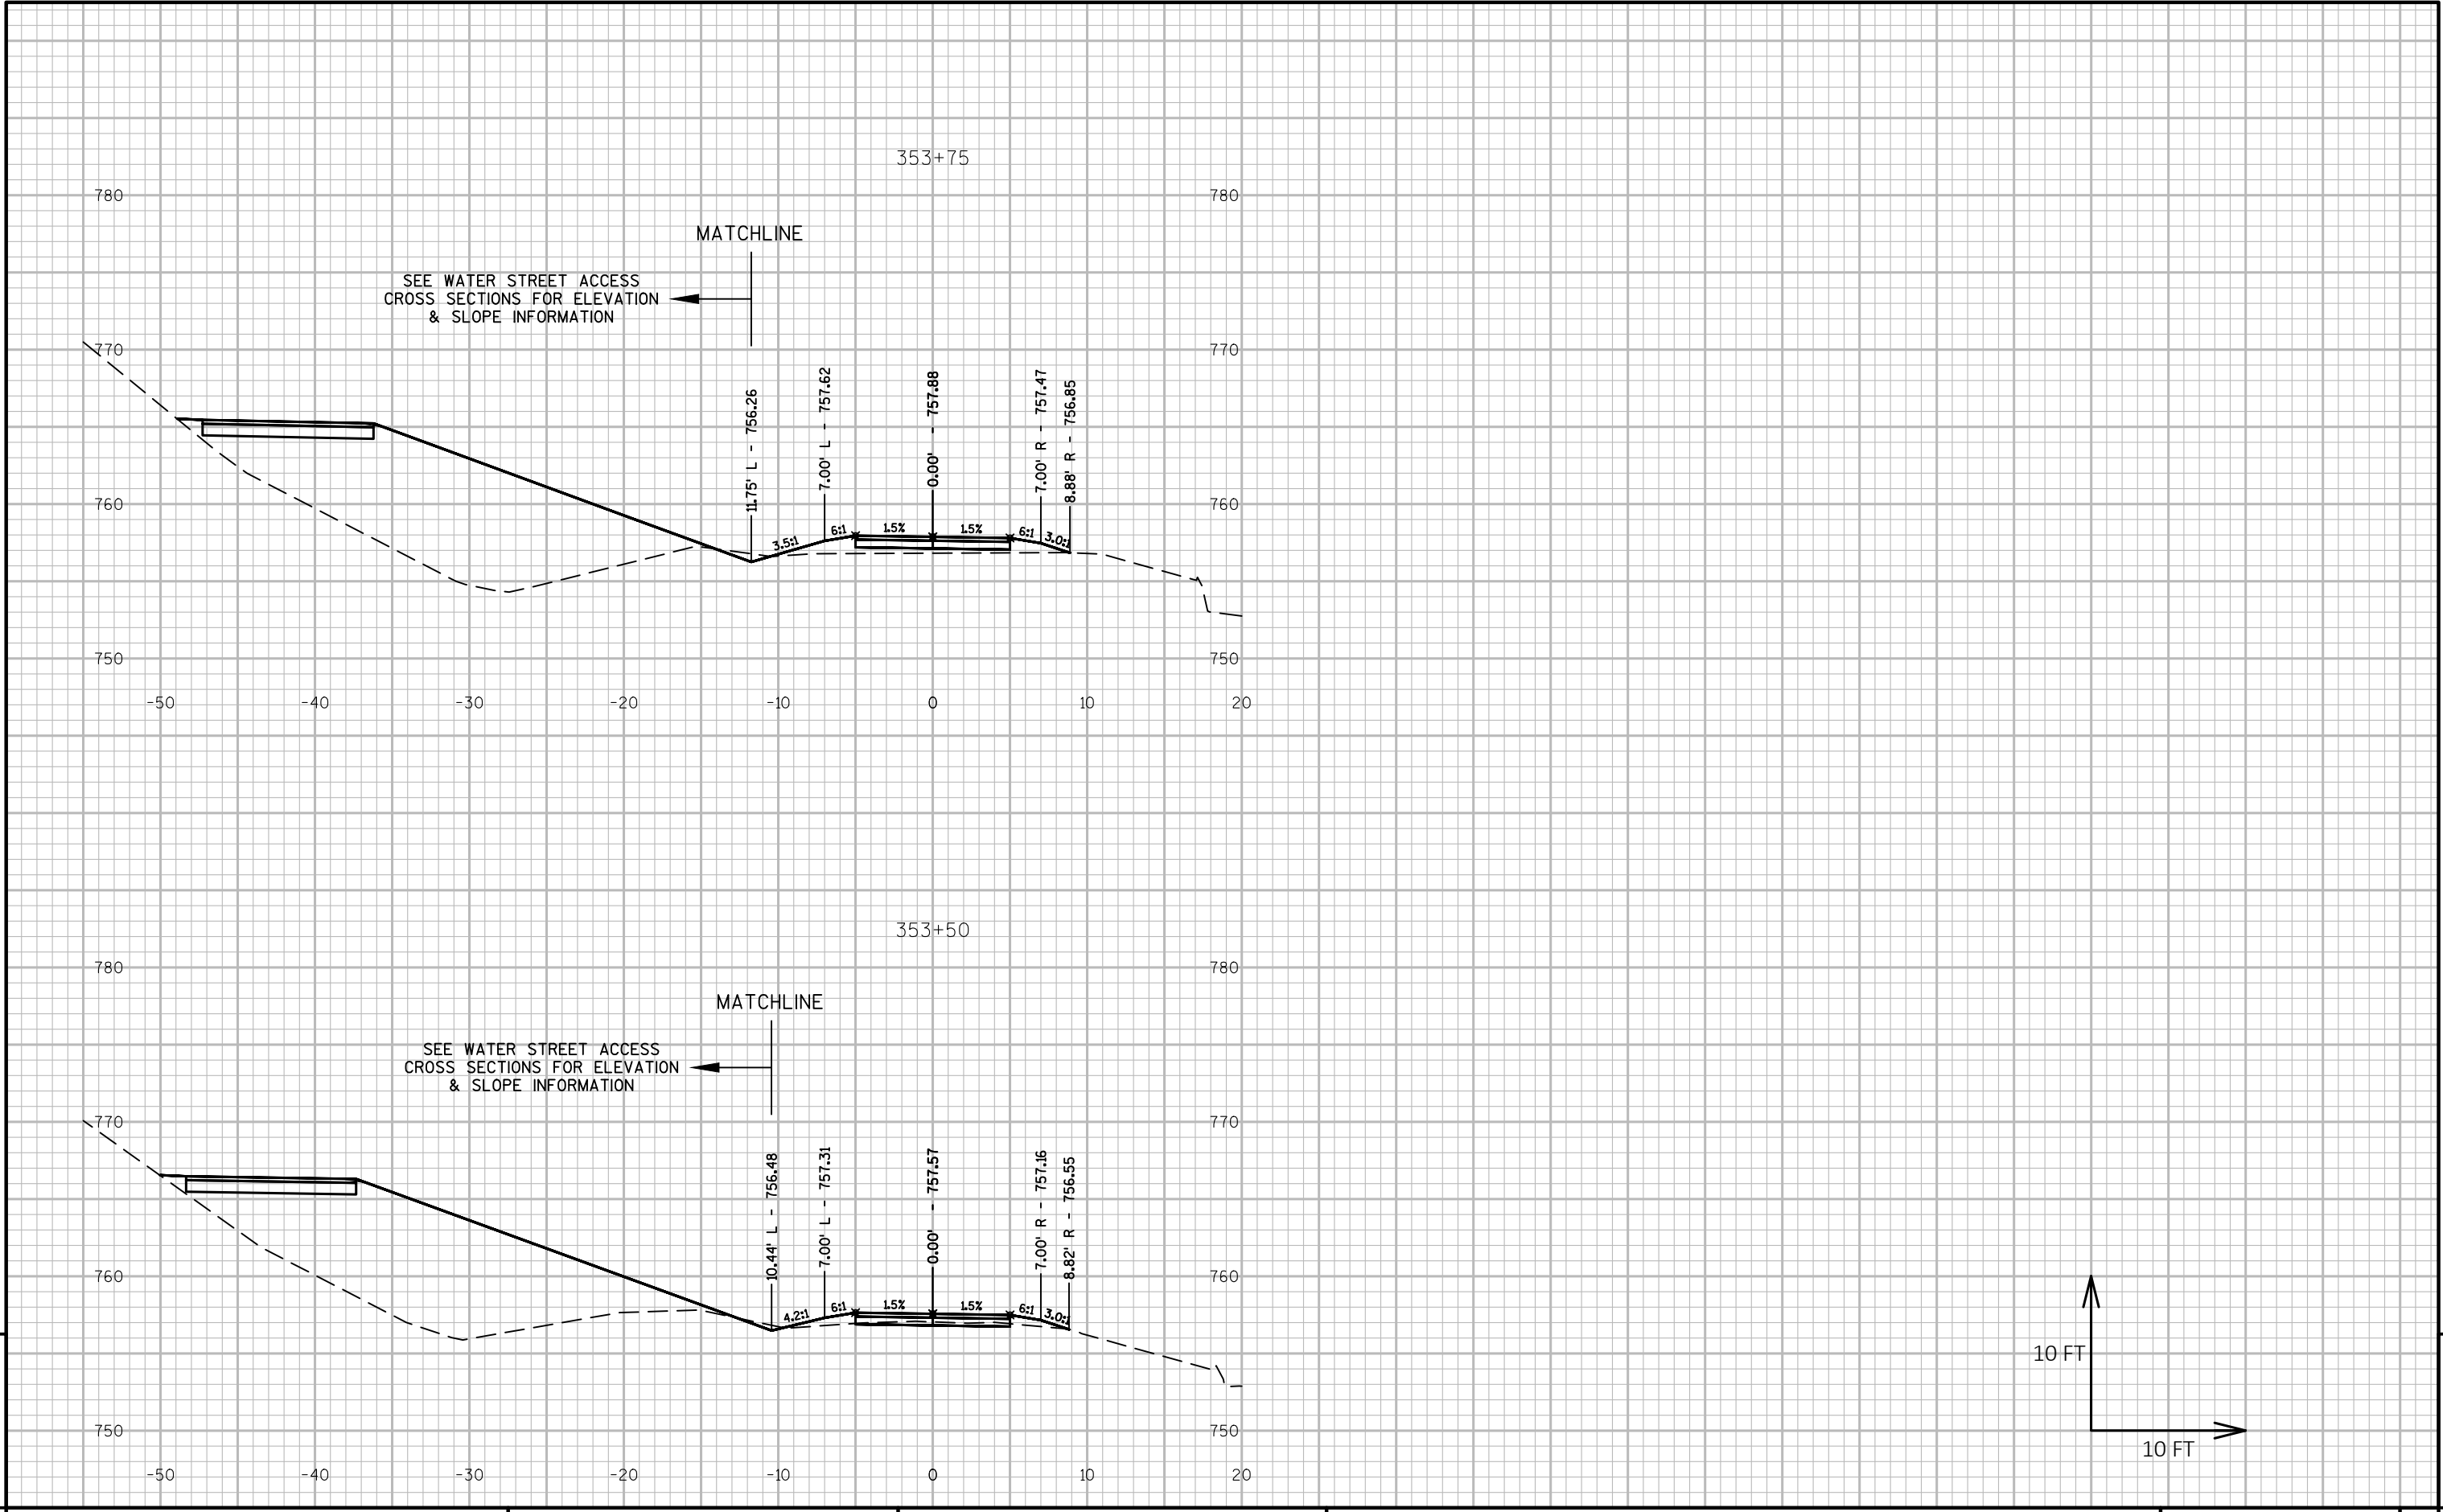 353+75
780 780
MATCHLINE
SEE WATER STREET ACCESS
CROSS SECTIONS FOR ELEVATION
& SLOPE INFORMATION
770 770
11.75' L - 756.26
7.00' L - 757.62
0.00' - 757.88
7.00' R - 757.47
8.88' R - 756.85
760 760
3.5:1 6:1 1.5% 1.5% 6:1 3.0:1
750 750
-50 -40 -30 -20 -10 0 10 20
353+50
780 780
MATCHLINE
SEE WATER STREET ACCESS
CROSS SECTIONS FOR ELEVATION
& SLOPE INFORMATION
770 770
10.44' L - 756.48
7.00' L - 757.31
0.00' - 757.57
7.00' R - 757.16
8.82' R - 756.55
760 760
4.2:1 6:1 1.5% 1.5% 6:1 3.0:1
10 FT
750 750
10 FT
-50 -40 -30 -20 -10 0 10 20